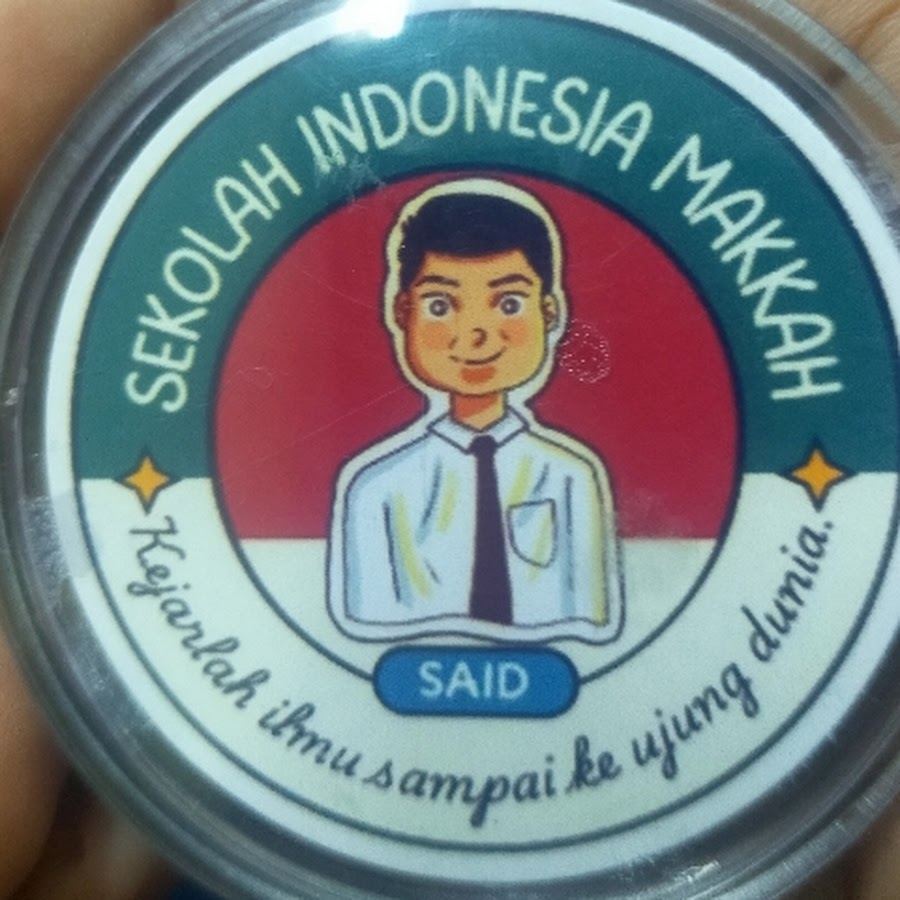 SEKOLAH INDONESIA MAKKAH
SAID
Kejarlah ilmu sampai ke ujung dunia.